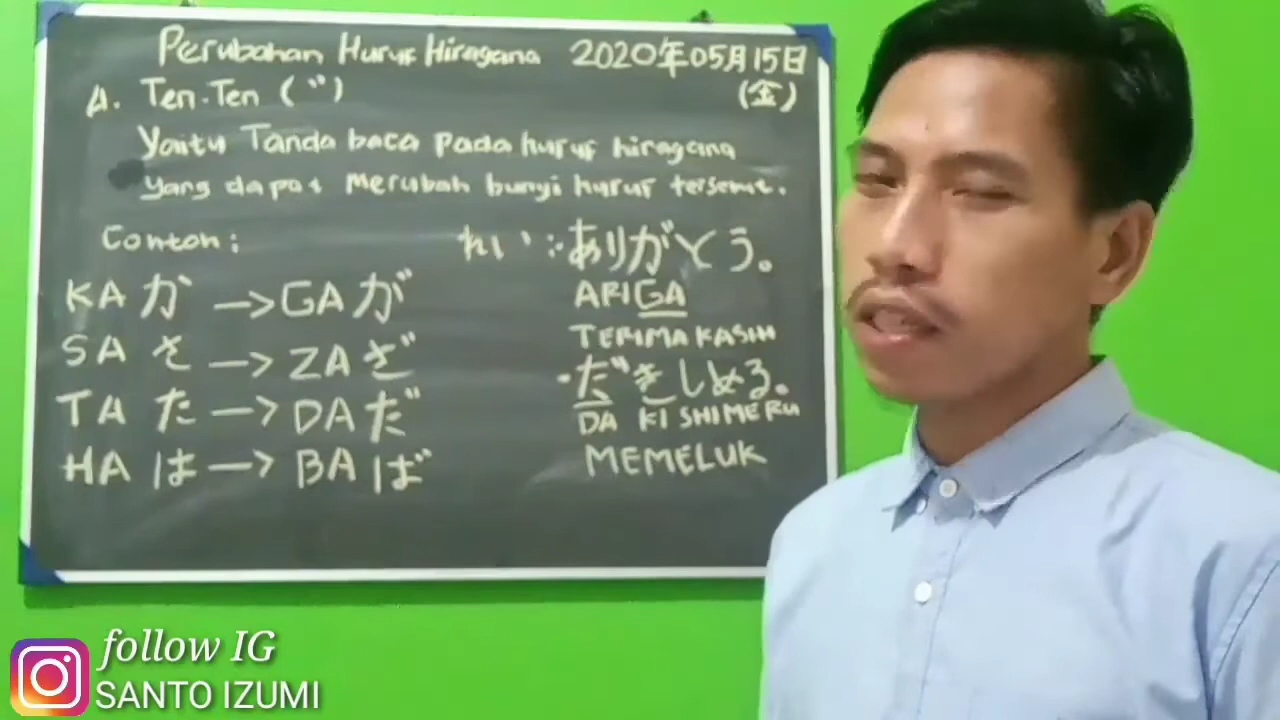 Perubahan Huruf Hiragana 2020年05月15日
(金)
A. Ten-Ten (゛)
Yaitu Tanda baca pada huruf hiragana
yang dapat merubah bunyi huruf tersebut.
Contoh :
KA か -> GA が
SA さ -> ZA ざ
TA た -> DA だ
HA は -> BA ば
れい : ・ありがとう。
ARIGA
TERIMA KASIH
・だきしめる。
DA KI SHIMERU
MEMELUK
follow IG
SANTO IZUMI